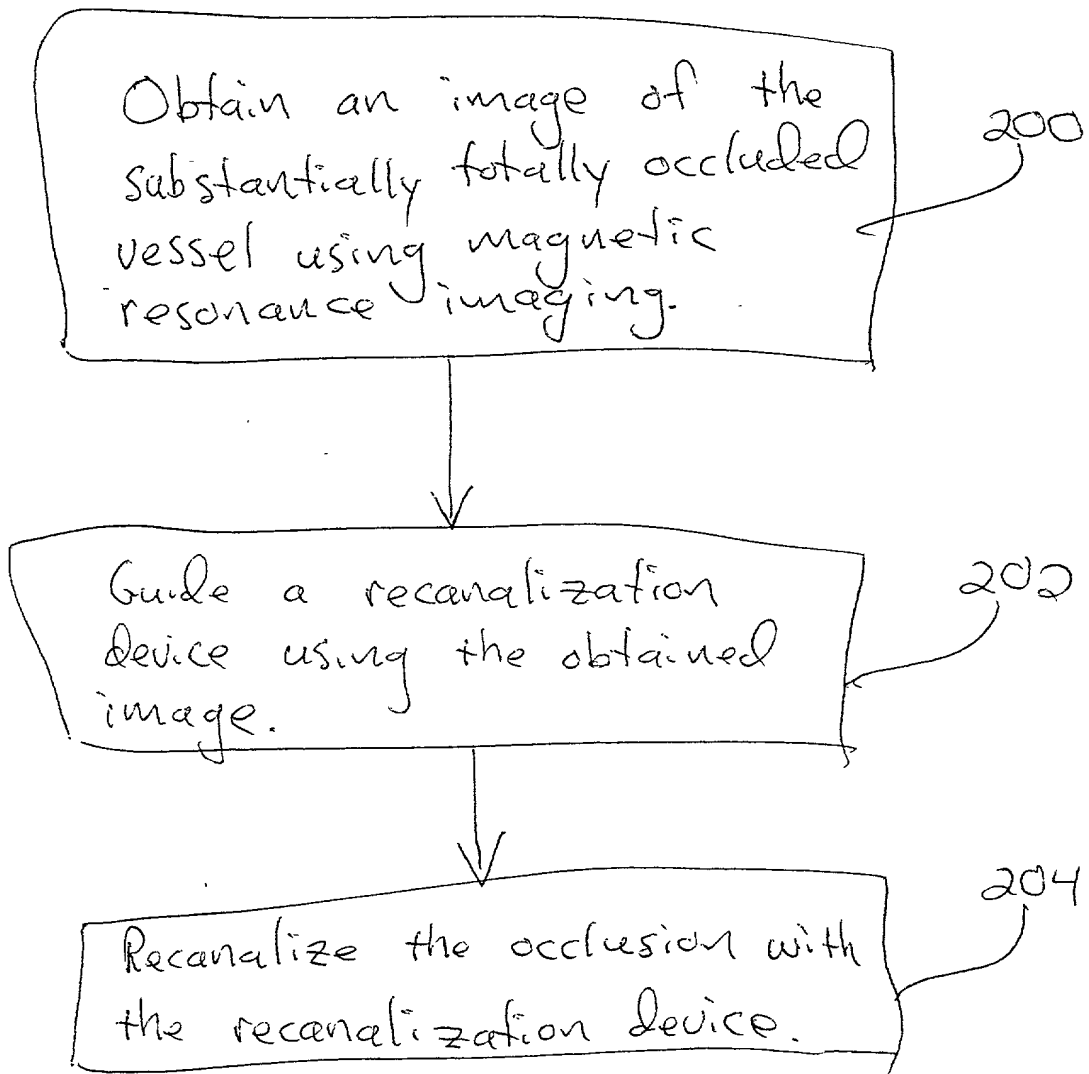 Obtain an image of the
substantially totally occluded
vessel using magnetic
resonance imaging.
200
Guide a recanalization
device using the obtained
image.
202
Recanalize the occlusion with
the recanalization device.
204